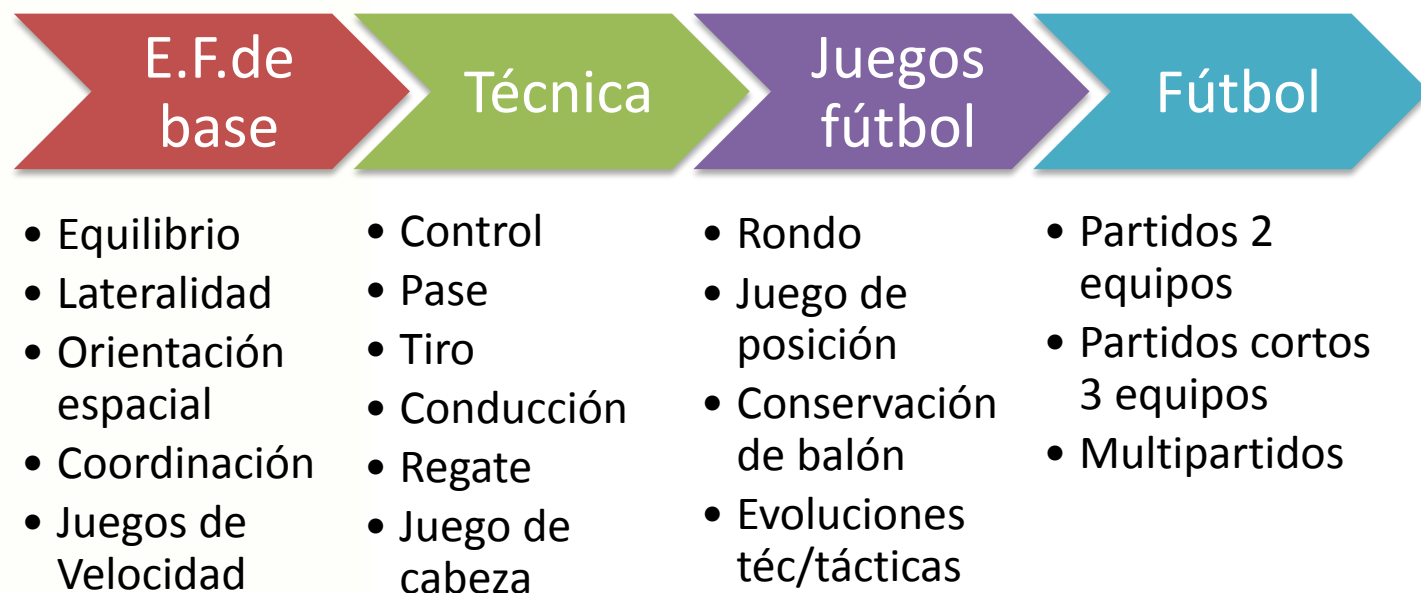 E.F.de
base
Técnica
Juegos
fútbol
Fútbol
• Equilibrio
• Lateralidad
• Orientación
espacial
• Coordinación
• Juegos de
Velocidad
• Control
• Pase
• Tiro
• Conducción
• Regate
• Juego de
cabeza
• Rondo
• Juego de
posición
• Conservación
de balón
• Evoluciones
téc/tácticas
• Partidos 2
equipos
• Partidos cortos
3 equipos
• Multipartidos